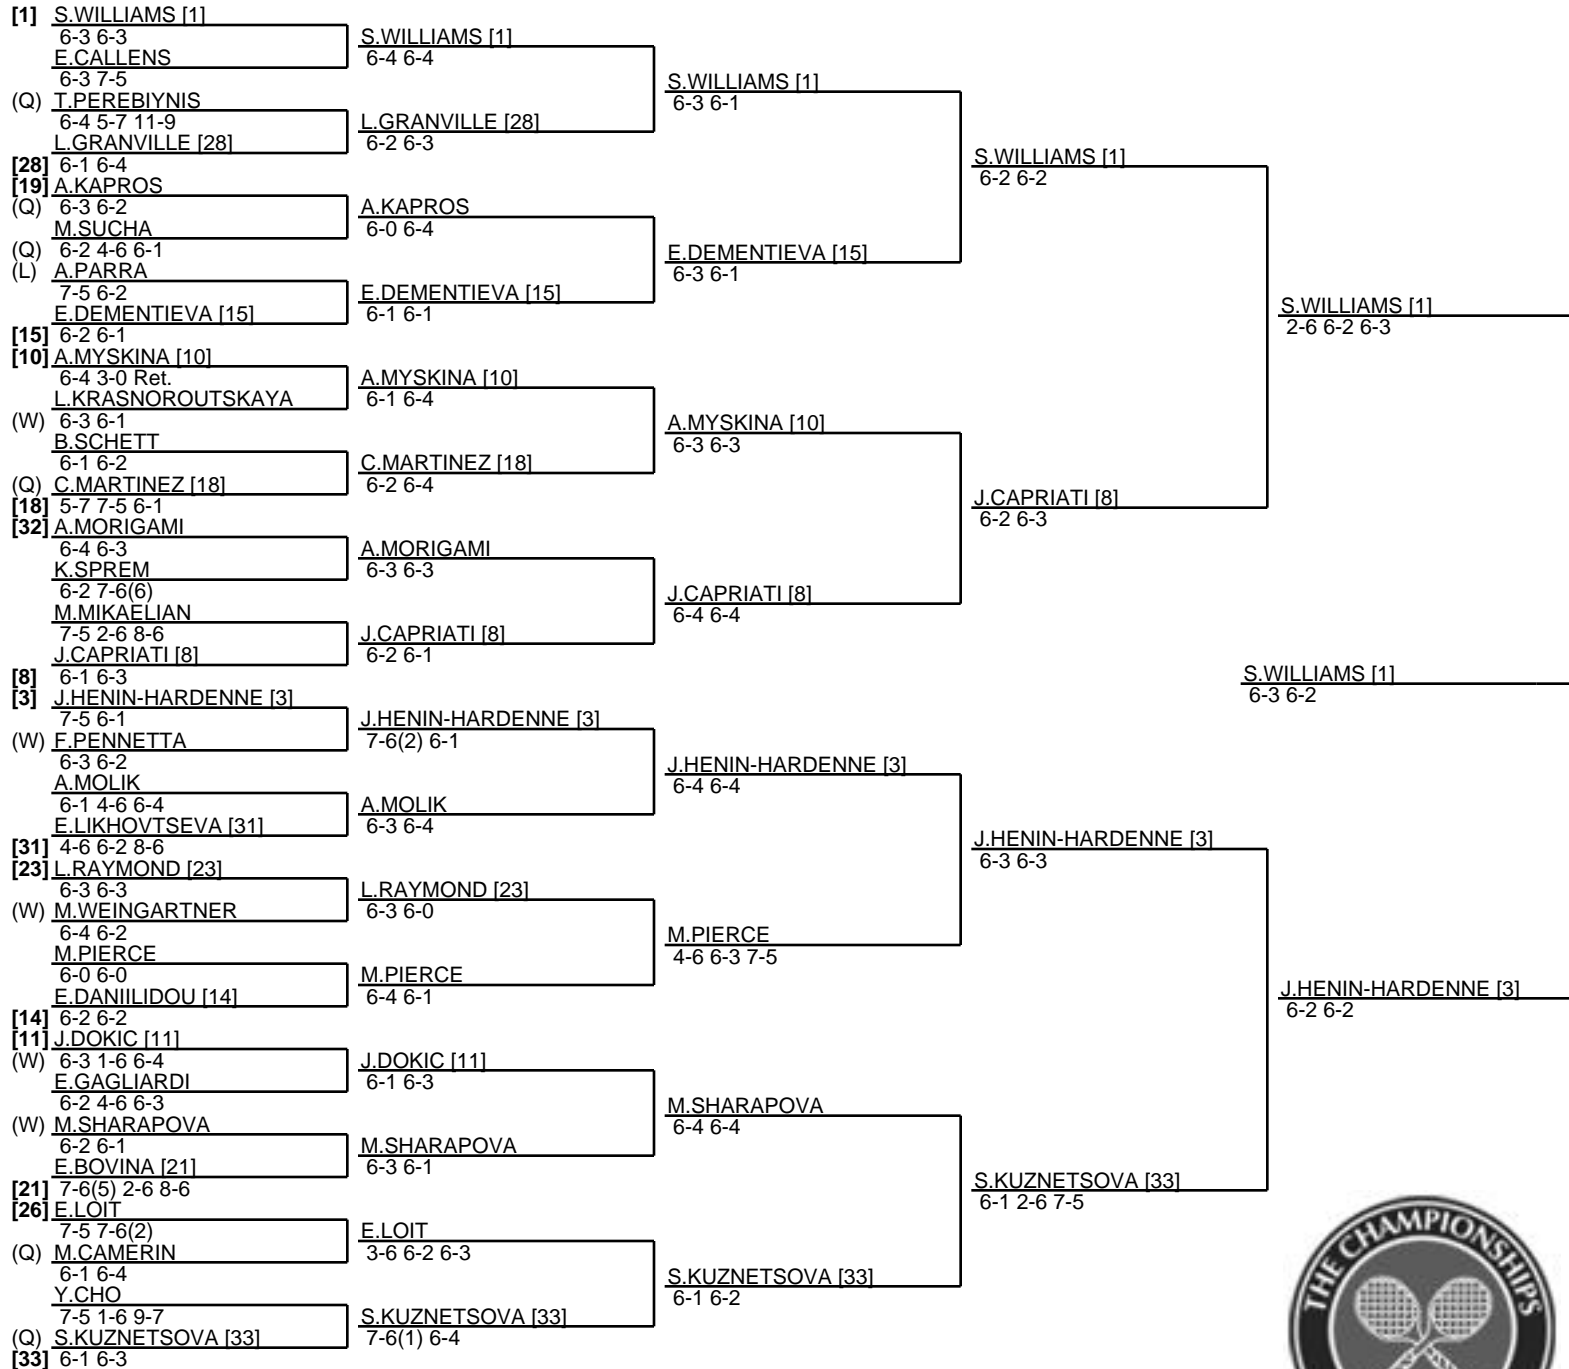 [1] S.WILLIAMS [1]
6-3 6-3
E.CALLENS
6-3 7-5
(Q) T.PEREBIYNIS
6-4 5-7 11-9
L.GRANVILLE [28]
[28] 6-1 6-4
[19] A.KAPROS
(Q) 6-3 6-2
M.SUCHA
(Q) 6-2 4-6 6-1
(L) A.PARRA
7-5 6-2
E.DEMENTIEVA [15]
[15] 6-2 6-1
[10] A.MYSKINA [10]
6-4 3-0 Ret.
L.KRASNOROUTSKAYA
(W) 6-3 6-1
B.SCHETT
6-1 6-2
(Q) C.MARTINEZ [18]
[18] 5-7 7-5 6-1
[32] A.MORIGAMI
6-4 6-3
K.SPREM
6-2 7-6(6)
M.MIKAELIAN
7-5 2-6 8-6
J.CAPRIATI [8]
[8] 6-1 6-3
[3] J.HENIN-HARDENNE [3]
7-5 6-1
(W) F.PENNETTA
6-3 6-2
A.MOLIK
6-1 4-6 6-4
E.LIKHOVTSEVA [31]
[31] 4-6 6-2 8-6
[23] L.RAYMOND [23]
6-3 6-3
(W) M.WEINGARTNER
6-4 6-2
M.PIERCE
6-0 6-0
E.DANIILIDOU [14]
[14] 6-2 6-2
[11] J.DOKIC [11]
(W) 6-3 1-6 6-4
E.GAGLIARDI
6-2 4-6 6-3
(W) M.SHARAPOVA
6-2 6-1
E.BOVINA [21]
[21] 7-6(5) 2-6 8-6
[26] E.LOIT
7-5 7-6(2)
(Q) M.CAMERIN
6-1 6-4
Y.CHO
7-5 1-6 9-7
(Q) S.KUZNETSOVA [33]
[33] 6-1 6-3
S.WILLIAMS [1]
6-4 6-4
L.GRANVILLE [28]
6-2 6-3
A.KAPROS
6-0 6-4
E.DEMENTIEVA [15]
6-1 6-1
A.MYSKINA [10]
6-1 6-4
C.MARTINEZ [18]
6-2 6-4
A.MORIGAMI
6-3 6-3
J.CAPRIATI [8]
6-2 6-1
J.HENIN-HARDENNE [3]
7-6(2) 6-1
A.MOLIK
6-3 6-4
L.RAYMOND [23]
6-3 6-0
M.PIERCE
6-4 6-1
J.DOKIC [11]
6-1 6-3
M.SHARAPOVA
6-3 6-1
E.LOIT
3-6 6-2 6-3
S.KUZNETSOVA [33]
7-6(1) 6-4
S.WILLIAMS [1]
6-3 6-1
E.DEMENTIEVA [15]
6-3 6-1
A.MYSKINA [10]
6-3 6-3
J.CAPRIATI [8]
6-4 6-4
J.HENIN-HARDENNE [3]
6-4 6-4
M.PIERCE
4-6 6-3 7-5
M.SHARAPOVA
6-4 6-4
S.KUZNETSOVA [33]
6-1 6-2
S.WILLIAMS [1]
6-2 6-2
J.CAPRIATI [8]
6-2 6-3
J.HENIN-HARDENNE [3]
6-3 6-3
S.KUZNETSOVA [33]
6-1 2-6 7-5
S.WILLIAMS [1]
2-6 6-2 6-3
J.HENIN-HARDENNE [3]
6-2 6-2
S.WILLIAMS [1]
6-3 6-2
THE CHAMPIONSHIPS